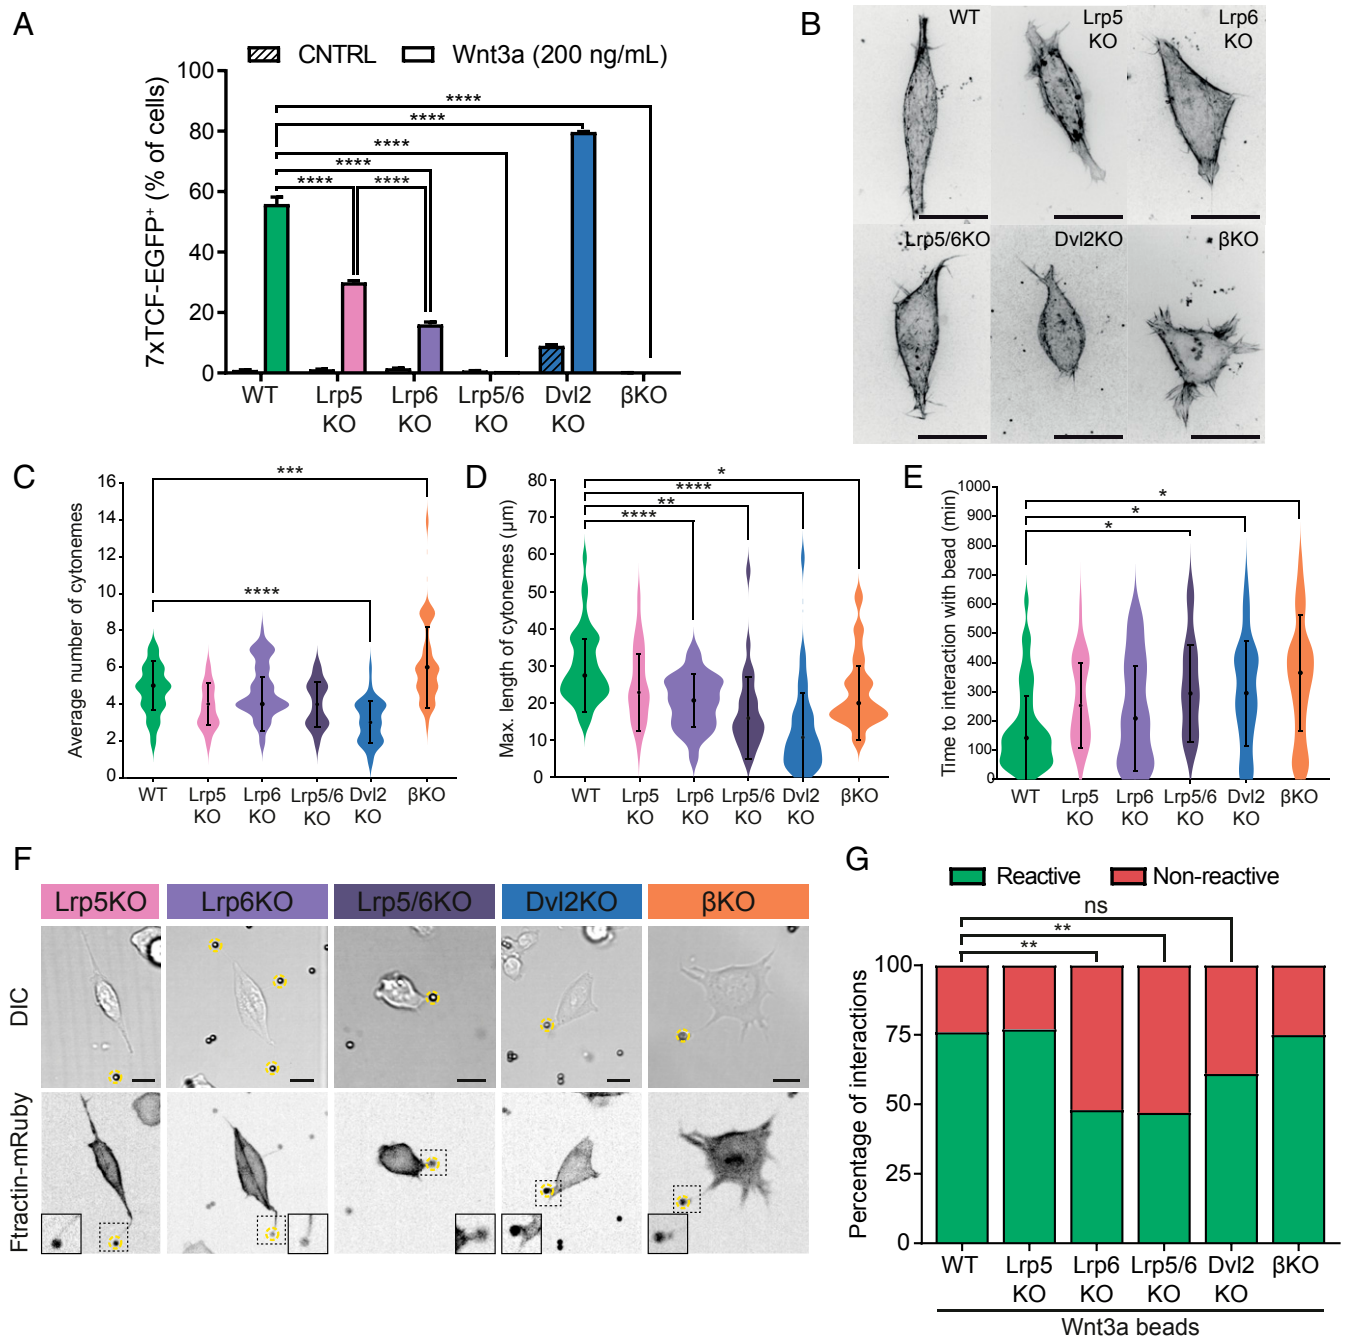 A
CNTRL Wnt3a (200 ng/mL)
7xTCF-EGFP⁺ (% of cells)
100
80
60
40
20
0
****
****
****
****
**** ****
WT Lrp5 KO Lrp6 KO Lrp5/6 KO Dvl2 KO βKO
B
WT Lrp5 KO Lrp6 KO
Lrp5/6KO Dvl2KO βKO
C
Average number of cytonemes
16
14
12
10
8
6
4
2
0
***
****
WT Lrp5 KO Lrp6 KO Lrp5/6 KO Dvl2 KO βKO
D
Max. length of cytonemes (µm)
80
70
60
50
40
30
20
10
0
*
****
**
****
WT Lrp5 KO Lrp6 KO Lrp5/6 KO Dvl2 KO βKO
E
Time to interaction with bead (min)
1000
900
800
700
600
500
400
300
200
100
0
*
*
*
WT Lrp5 KO Lrp6 KO Lrp5/6 KO Dvl2 KO βKO
F
Lrp5KO Lrp6KO Lrp5/6KO Dvl2KO βKO
DIC
Ftractin-mRuby
G
Reactive Non-reactive
Percentage of interactions
100
75
50
25
0
ns
**
**
WT Lrp5 KO Lrp6 KO Lrp5/6 KO Dvl2 KO βKO
Wnt3a beads